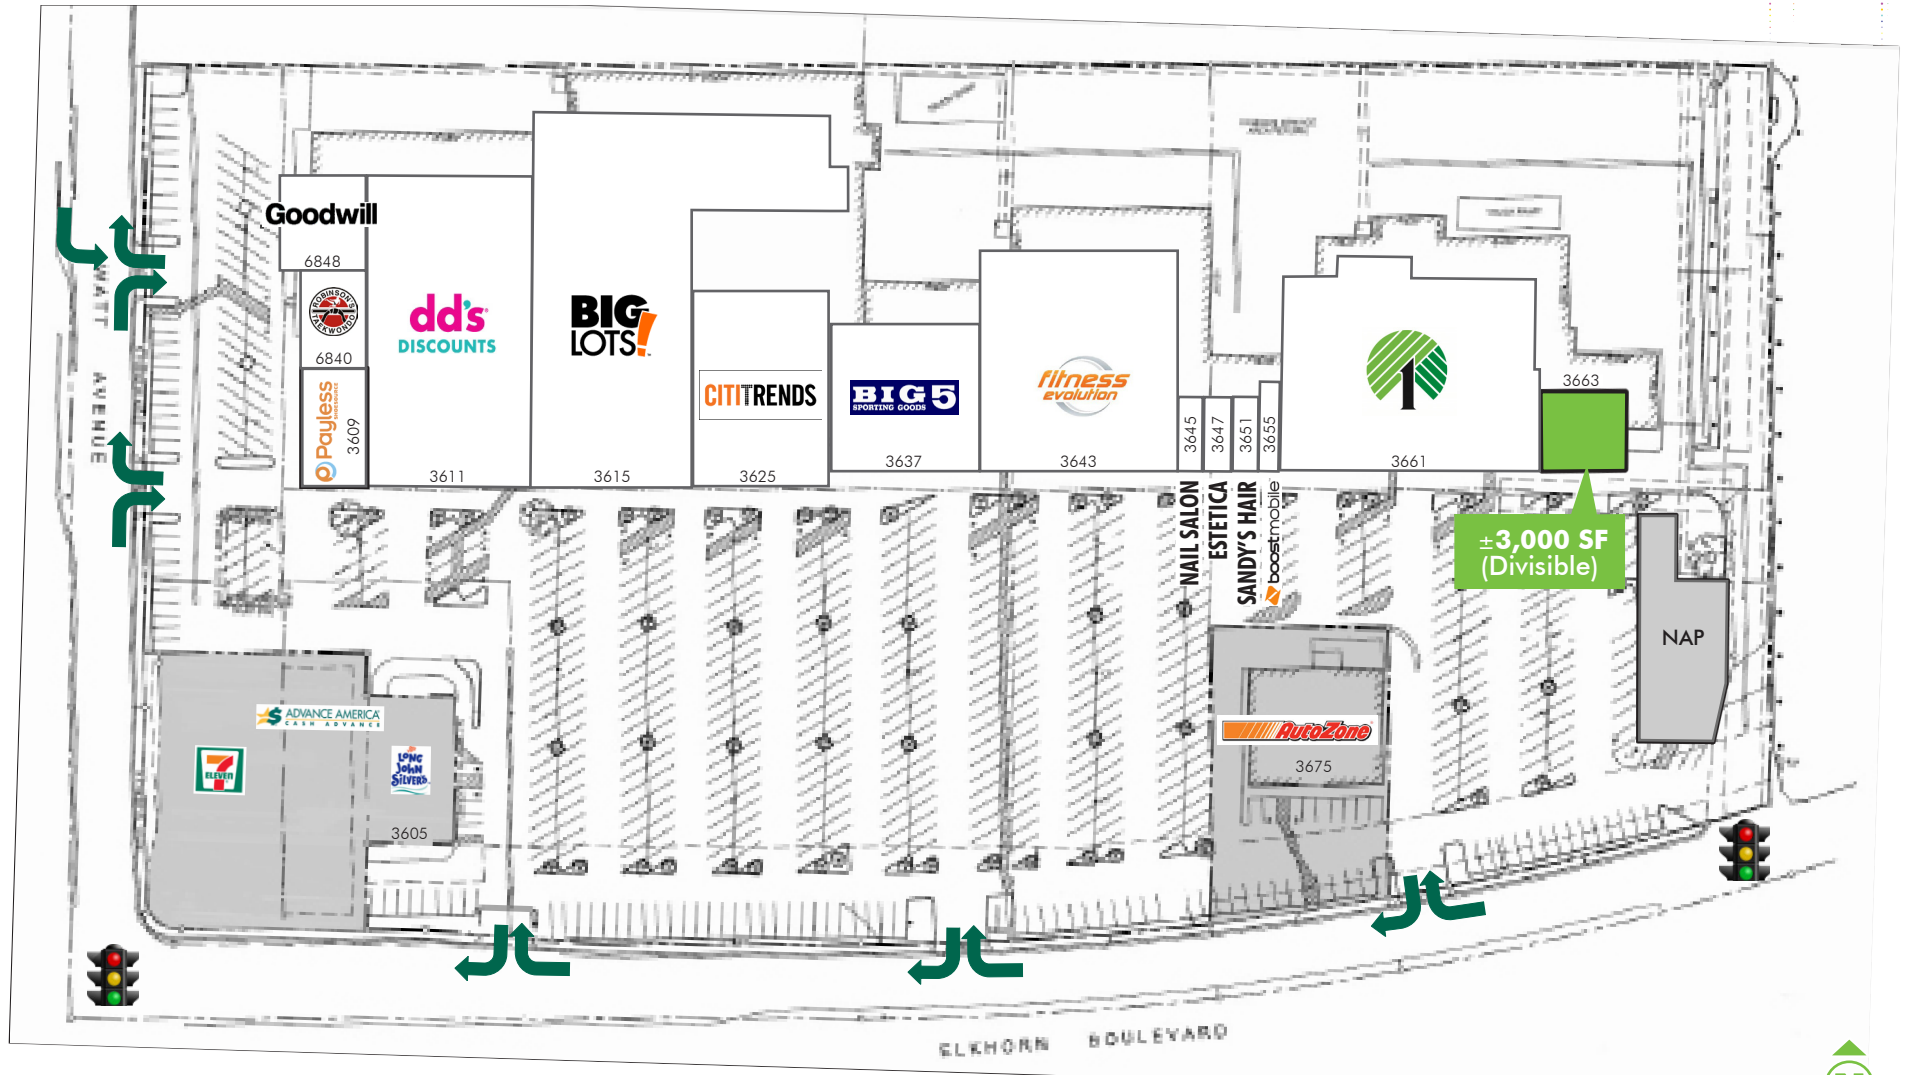 Goodwill
6848
ROBINSON'S
TAEKWONDO
6840
Payless
3609
dd's
DISCOUNTS
3611
BIG
LOTS!
3615
CITITRENDS
3625
BIG 5
SPORTING GOODS
3637
fitness
evolution
3643
3645
3647
3651
3655
NAIL SALON
ESTETICA
SANDY'S HAIR
boostmobile
3661
3663
±3,000 SF
(Divisible)
NAP
WATT AVENUE
ADVANCE AMERICA
CASH ADVANCE
7
ELEVEN
LONG
JOHN
SILVER'S
3605
AutoZone
3675
ELKHORN BOULEVARD